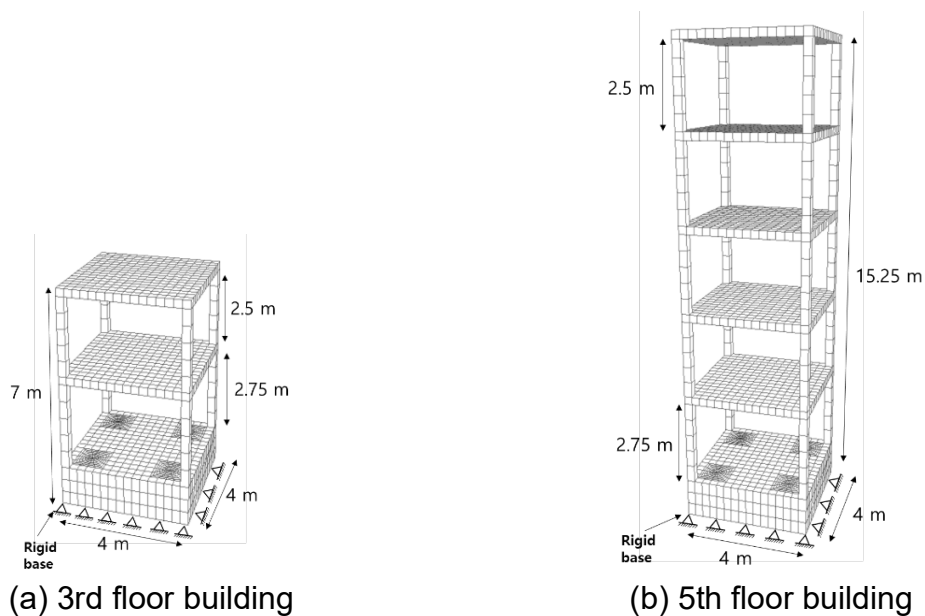 2.5 m
2.75 m
7 m
4 m
4 m
Rigid
base
(a) 3rd floor building
2.5 m
15.25 m
2.75 m
4 m
4 m
Rigid
base
(b) 5th floor building